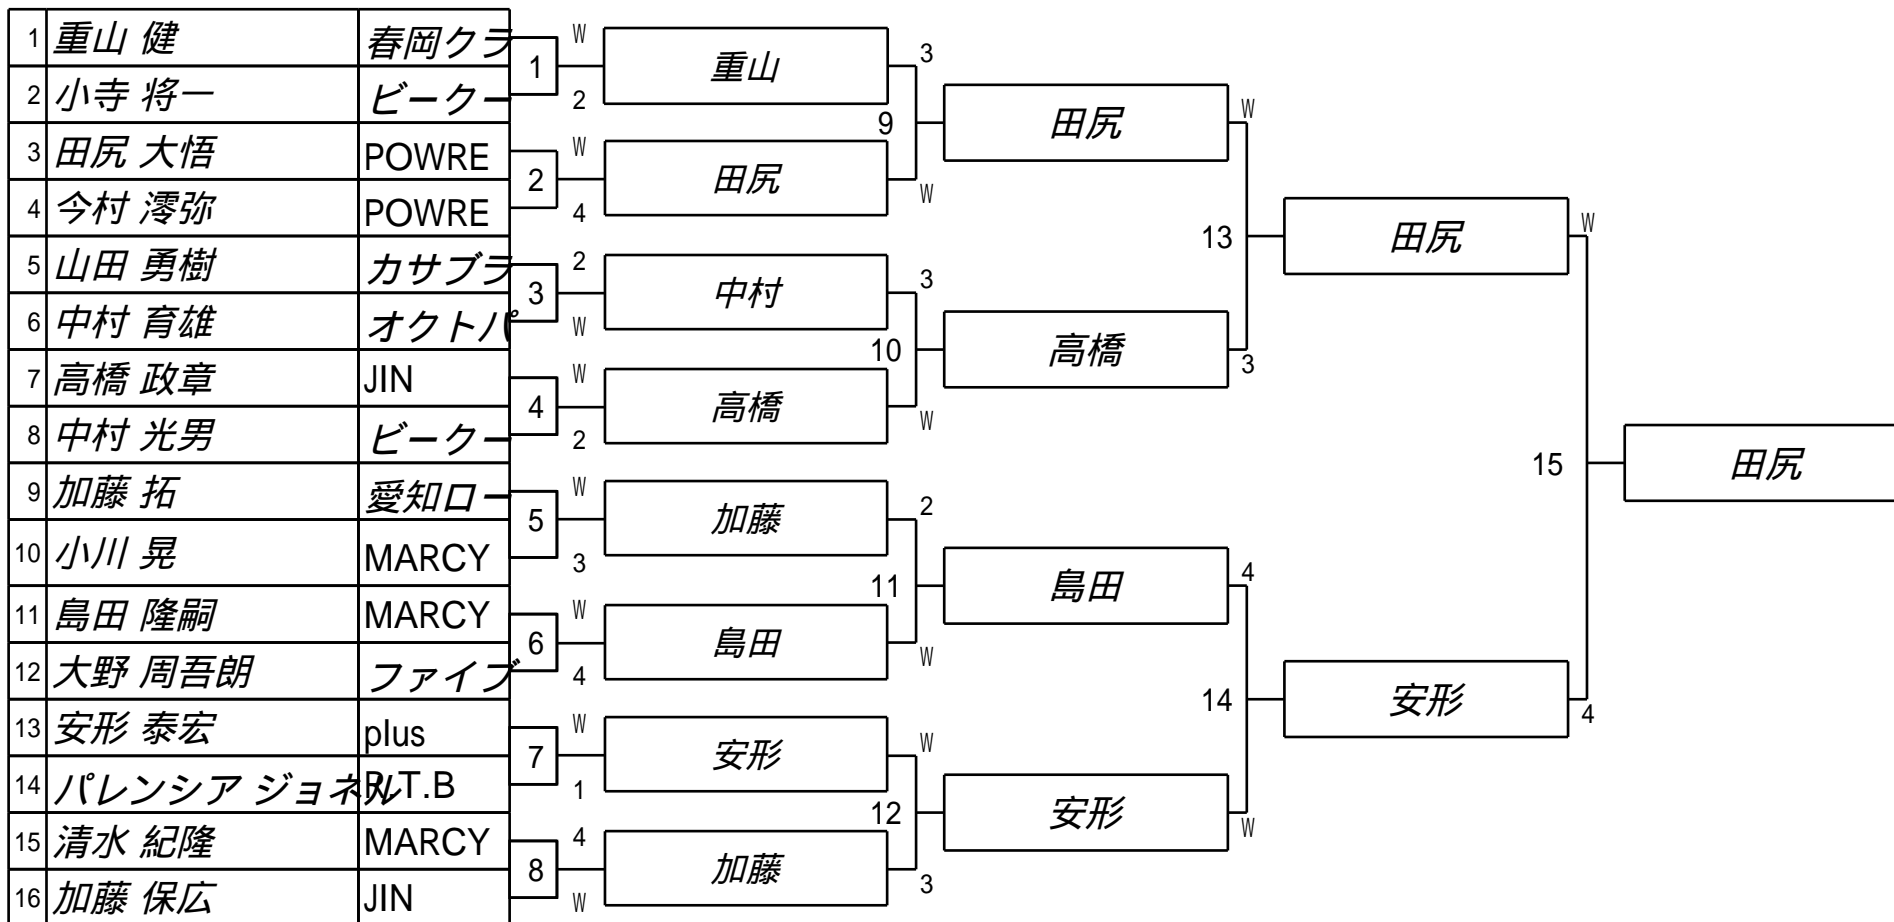 1 重山 健 春岡クラ
2 小寺 将一 ビークー
3 田尻 大悟 POWRE
4 今村 澪弥 POWRE
5 山田 勇樹 カサブラ
6 中村 育雄 オクトパ
7 高橋 政章 JIN
8 中村 光男 ビークー
9 加藤 拓 愛知ロー
10 小川 晃 MARCY
11 島田 隆嗣 MARCY
12 大野 周吾朗 ファイブ
13 安形 泰宏 plus
14 パレンシア ジョネル R.T.B
15 清水 紀隆 MARCY
16 加藤 保広 JIN
1 W 2
2 W 4
3 2 W
4 W 2
5 W 3
6 W 4
7 W 1
8 4 W
重山 3
9
田尻 W
中村 3
10
高橋 W
加藤 2
11
島田 W
安形 W
12
加藤 3
田尻 W
13
高橋 3
島田 4
14
安形 W
田尻 W
15
安形 4
田尻